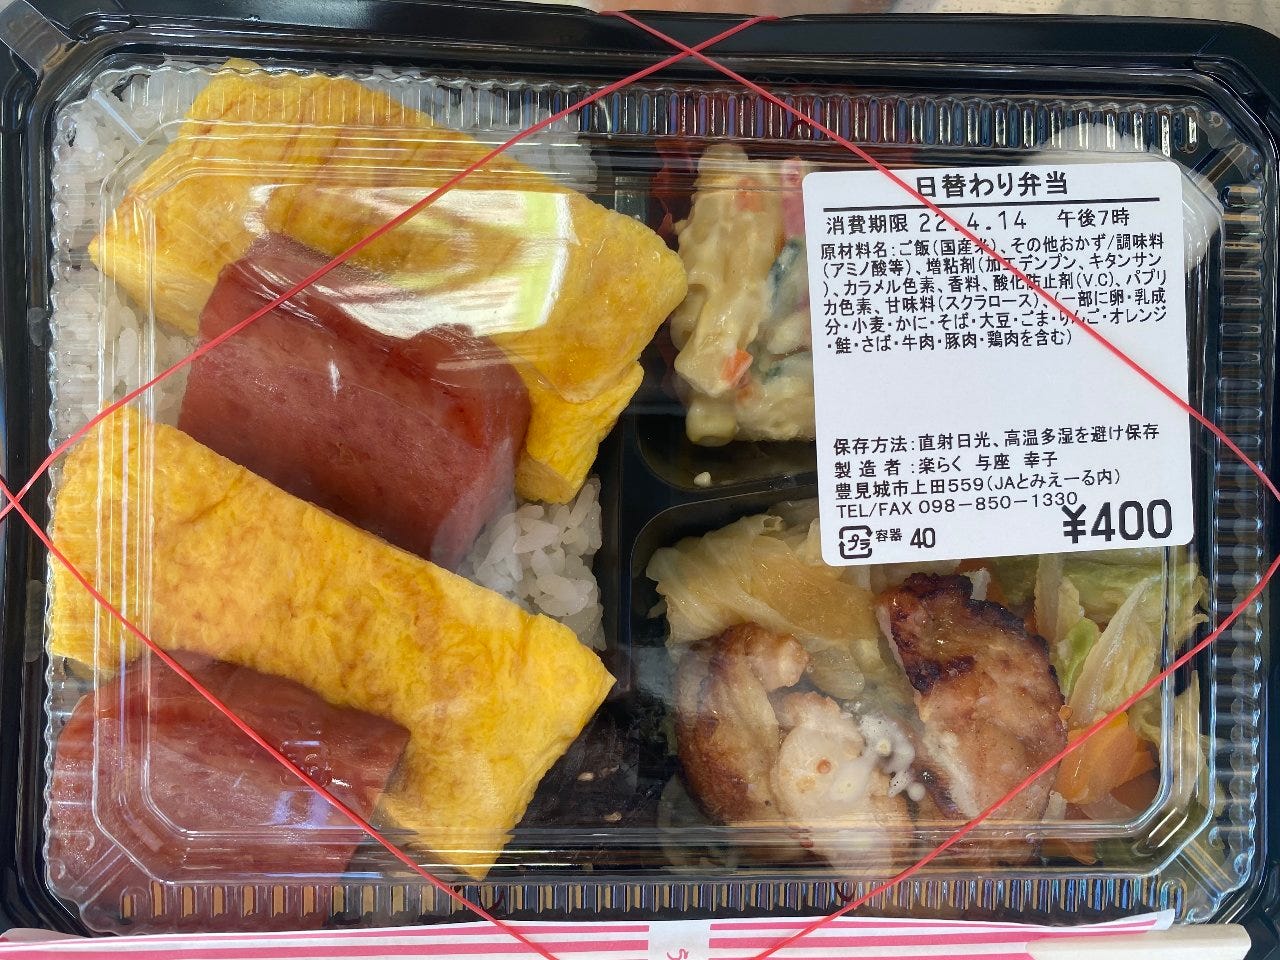 日替わり弁当
消費期限 22.4.14 午後7時
原材料名:ご飯(国産米)、その他おかず/調味料
(アミノ酸等)、増粘剤(加工デンプン、キタンサン
)、カラメル色素、香料、酸化防止剤(V.C)、パプリ
カ色素、甘味料(スクラロース)、(一部に卵・乳成
分・小麦・かに・そば・大豆・ごま・りんご・オレンジ
・鮭・さば・牛肉・豚肉・鶏肉を含む)
保存方法:直射日光、高温多湿を避け保存
製造者:楽らく 与座 幸子
豊見城市上田559(JAとみえーる内)
TEL/FAX 098-850-1330
¥400
プラ 容器 40